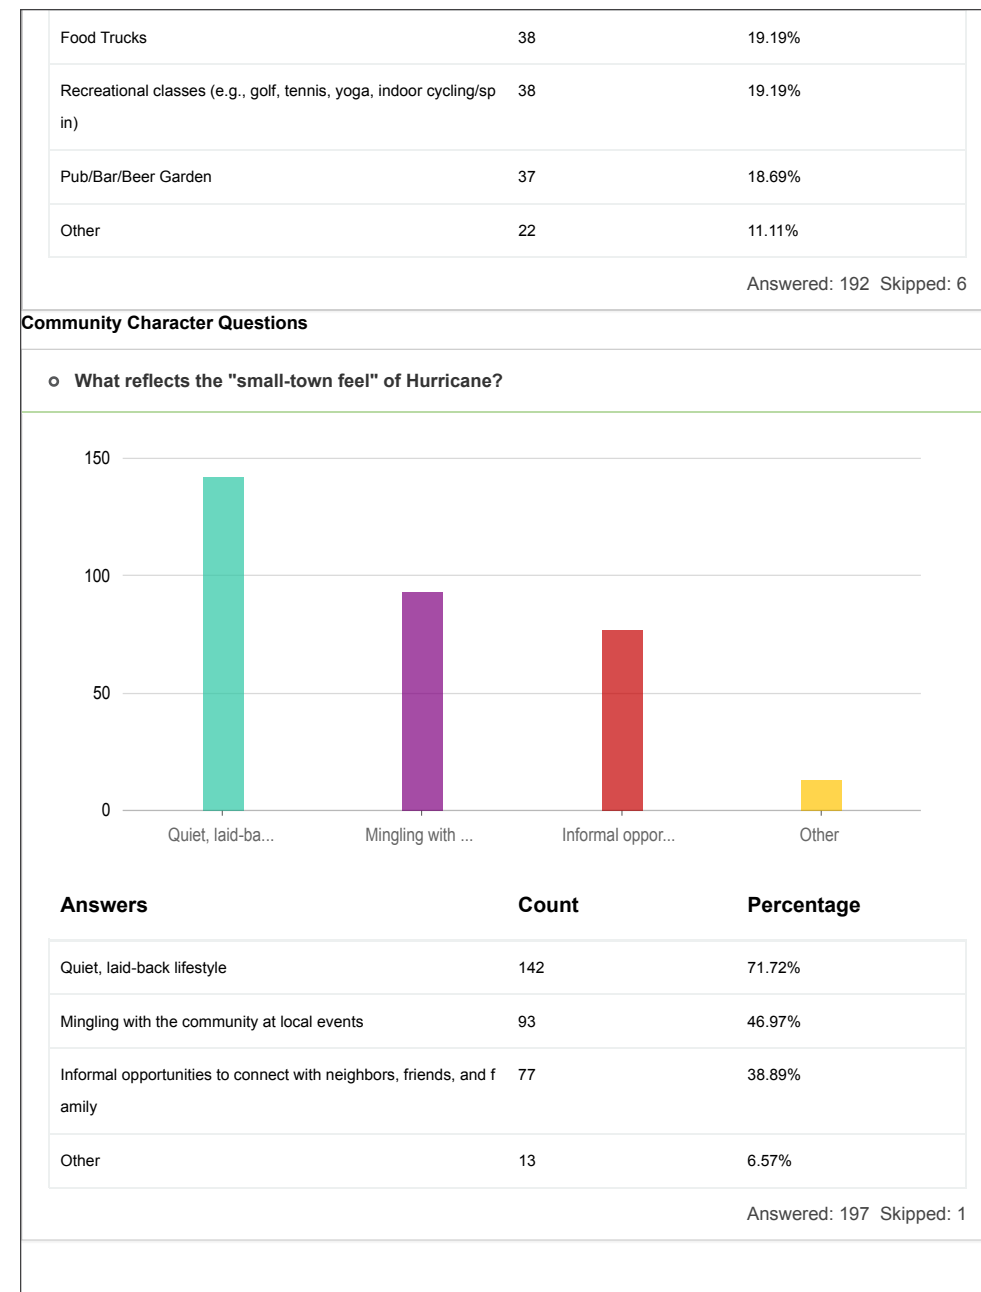 Food Trucks 38 19.19%
Recreational classes (e.g., golf, tennis, yoga, indoor cycling/sp 38 19.19%
in)
Pub/Bar/Beer Garden 37 18.69%
Other 22 11.11%
Answered: 192 Skipped: 6
Community Character Questions
What reflects the "small-town feel" of Hurricane?
150
100
50
0
Quiet, laid-ba... Mingling with ... Informal oppor... Other
Answers Count Percentage
Quiet, laid-back lifestyle 142 71.72%
Mingling with the community at local events 93 46.97%
Informal opportunities to connect with neighbors, friends, and f 77 38.89%
amily
Other 13 6.57%
Answered: 197 Skipped: 1